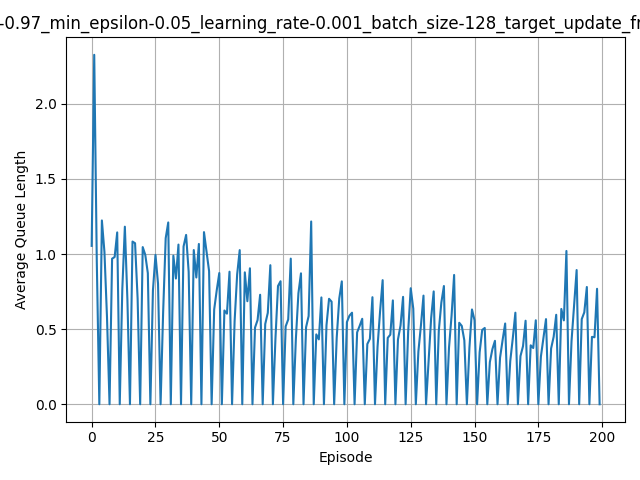 -0.97_min_epsilon-0.05_learning_rate-0.001_batch_size-128_target_update_fr
2.0
1.5
1.0
0.5
0.0
Average Queue Length
0 25 50 75 100 125 150 175 200
Episode